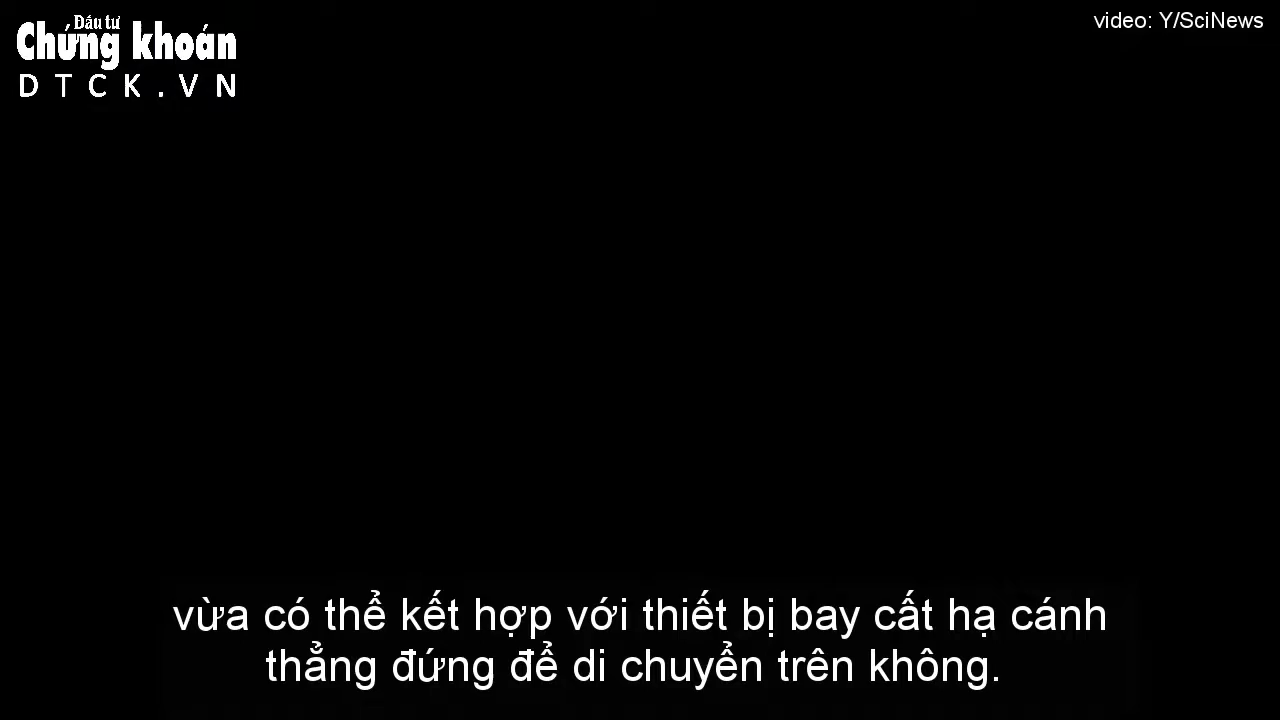 Đầu tư
Chứng khoán
DTCK.VN
video: Y/SciNews
vừa có thể kết hợp với thiết bị bay cất hạ cánh
thẳng đứng để di chuyển trên không.